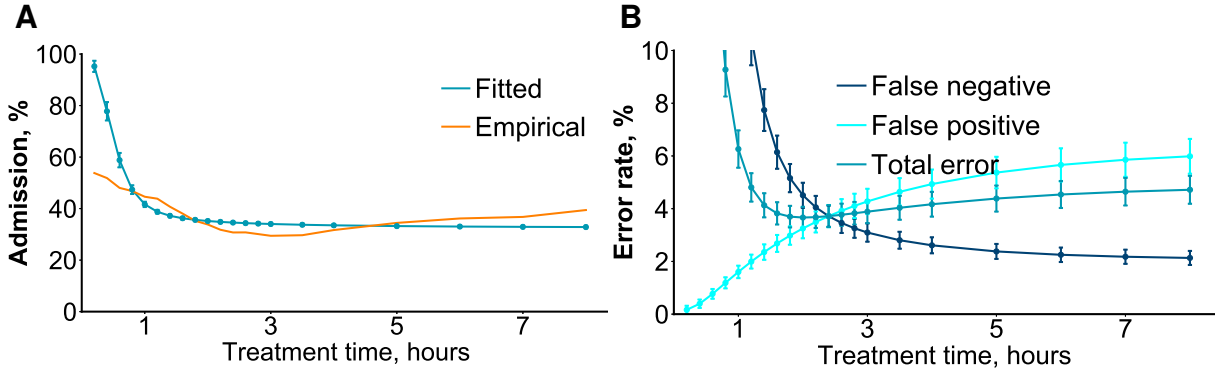 A
Admission, %
100
80
60
40
20
0
1
3
5
7
Treatment time, hours
Fitted
Empirical
B
Error rate, %
10
8
6
4
2
0
1
3
5
7
Treatment time, hours
False negative
False positive
Total error